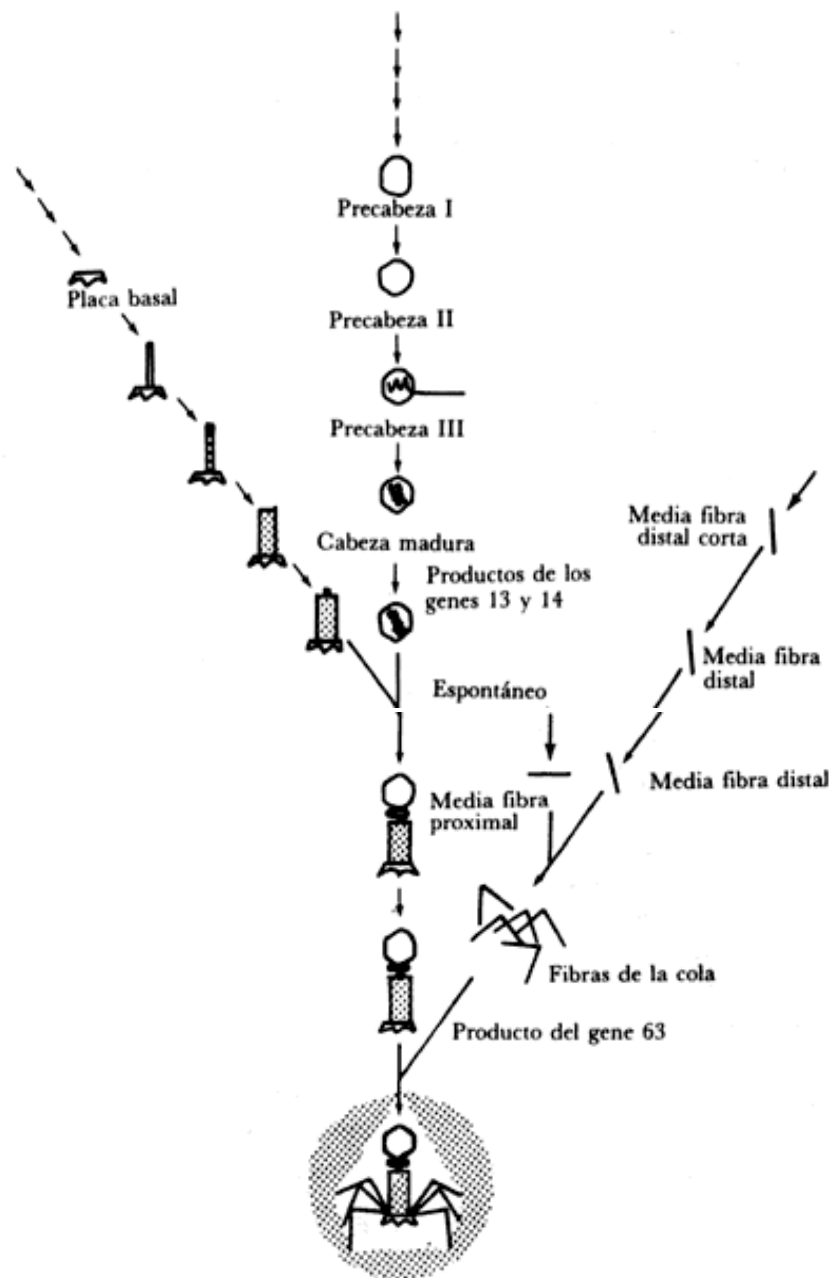 Precabeza I
Placa basal
Precabeza II
Precabeza III
Cabeza madura
Productos de los
genes 13 y 14
Media fibra
distal corta
Media fibra
distal
Espontáneo
Media fibra distal
Media fibra
proximal
Fibras de la cola
Producto del gene 63